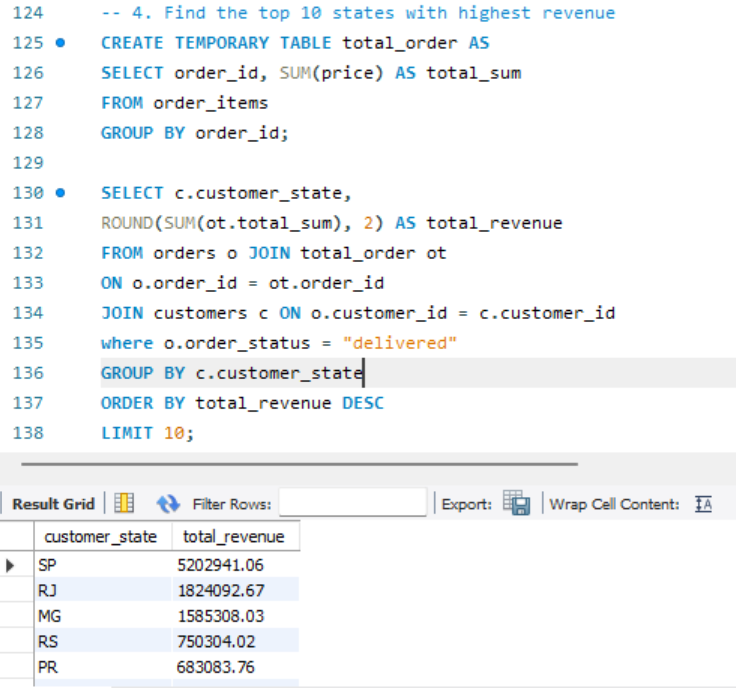 124 -- 4. Find the top 10 states with highest revenue
125 CREATE TEMPORARY TABLE total_order AS
126 SELECT order_id, SUM(price) AS total_sum
127 FROM order_items
128 GROUP BY order_id;
129
130 SELECT c.customer_state,
131 ROUND(SUM(ot.total_sum), 2) AS total_revenue
132 FROM orders o JOIN total_order ot
133 ON o.order_id = ot.order_id
134 JOIN customers c ON o.customer_id = c.customer_id
135 where o.order_status = "delivered"
136 GROUP BY c.customer_state
137 ORDER BY total_revenue DESC
138 LIMIT 10;
Result Grid Filter Rows: Export: Wrap Cell Content: IA
customer_state total_revenue
SP 5202941.06
RJ 1824092.67
MG 1585308.03
RS 750304.02
PR 683083.76